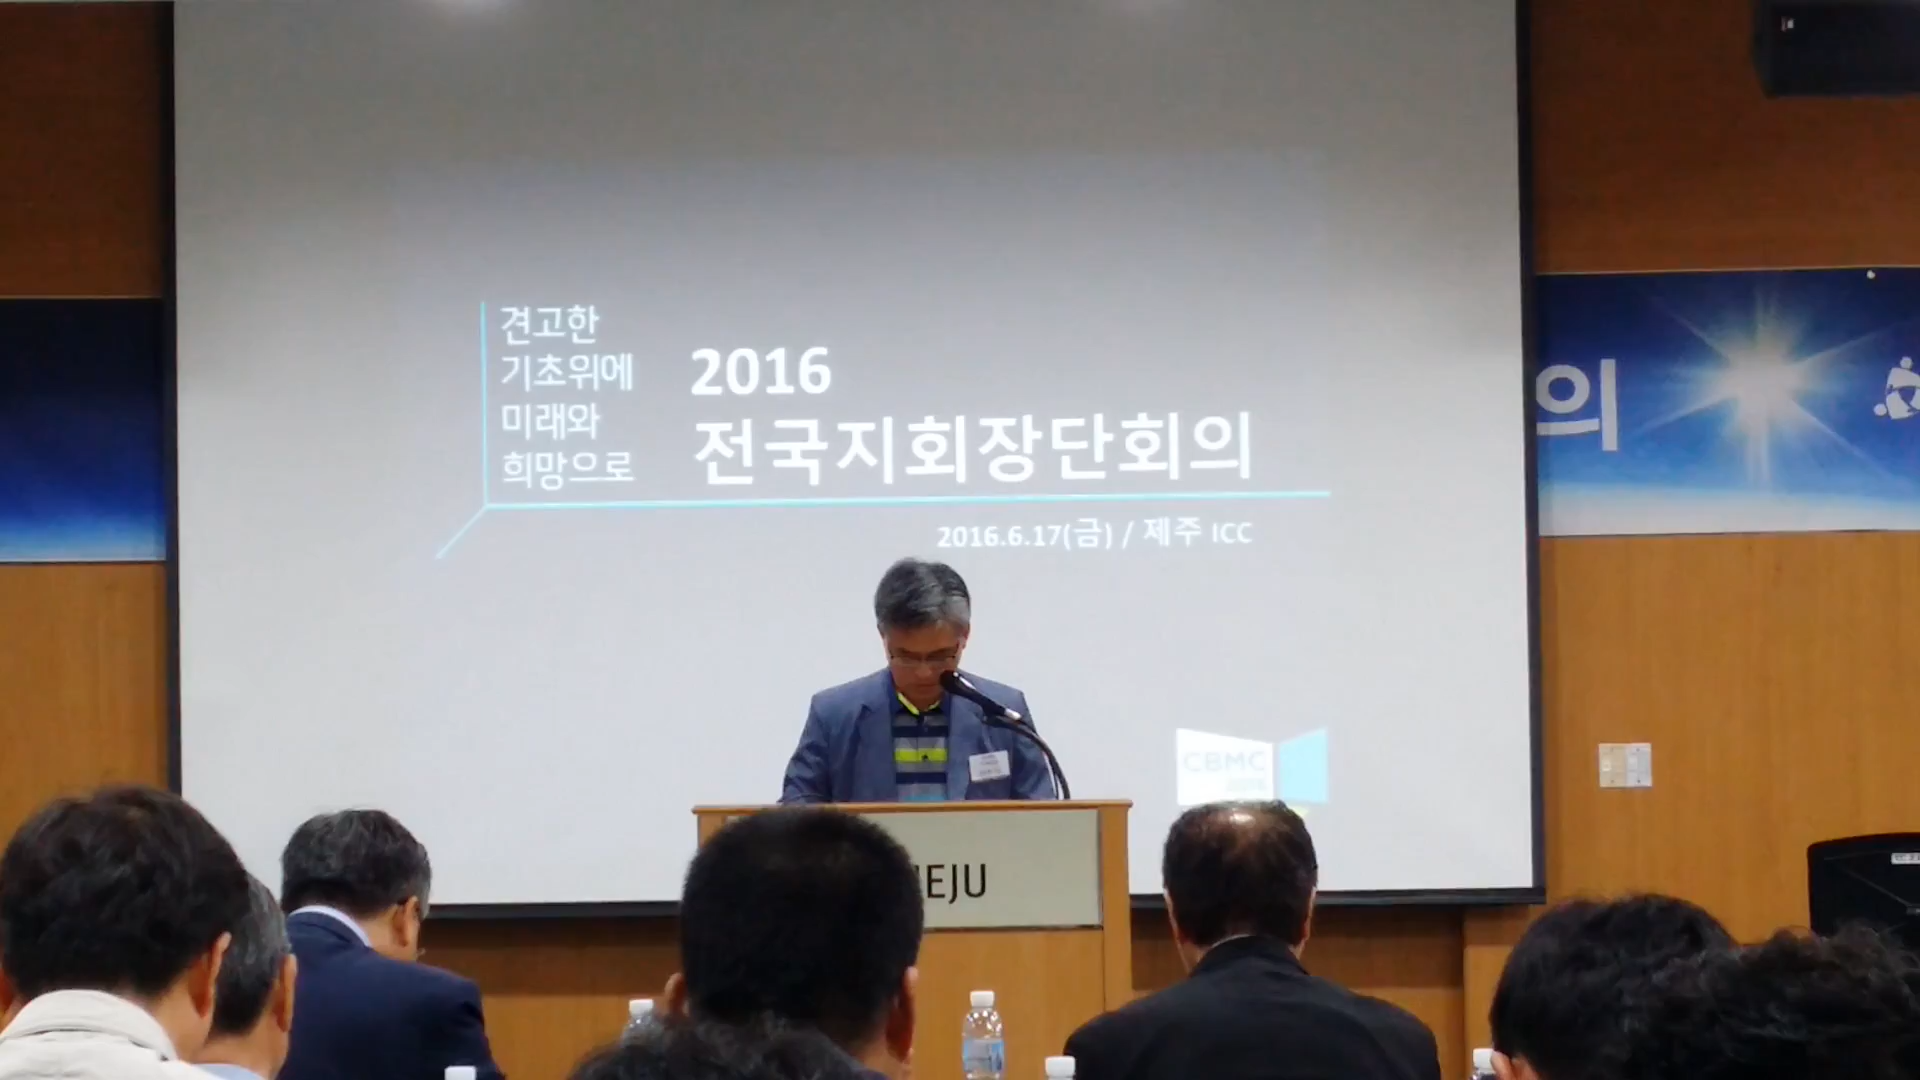 견고한
기초위에
미래와
희망으로
2016
전국지회장단회의
2016.6.17(금) / 제주 ICC
의
CBMC
JEJU